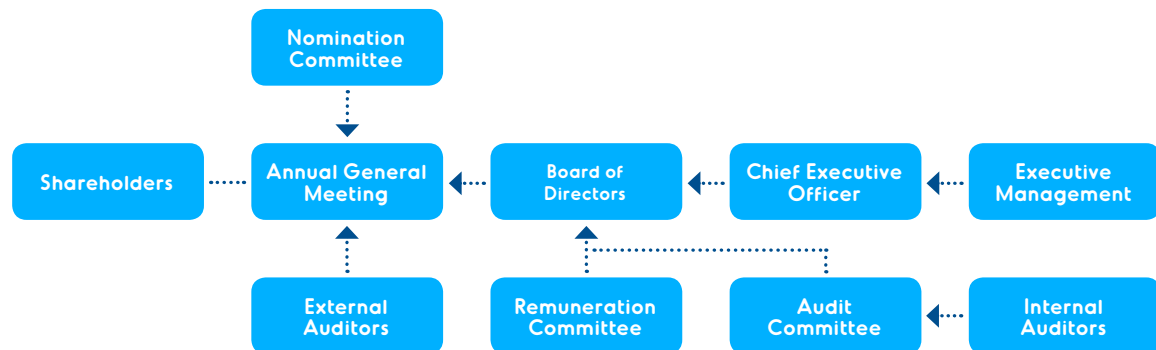 Nomination
Committee
Shareholders
Annual General
Meeting
Board of
Directors
Chief Executive
Officer
Executive
Management
External
Auditors
Remuneration
Committee
Audit
Committee
Internal
Auditors